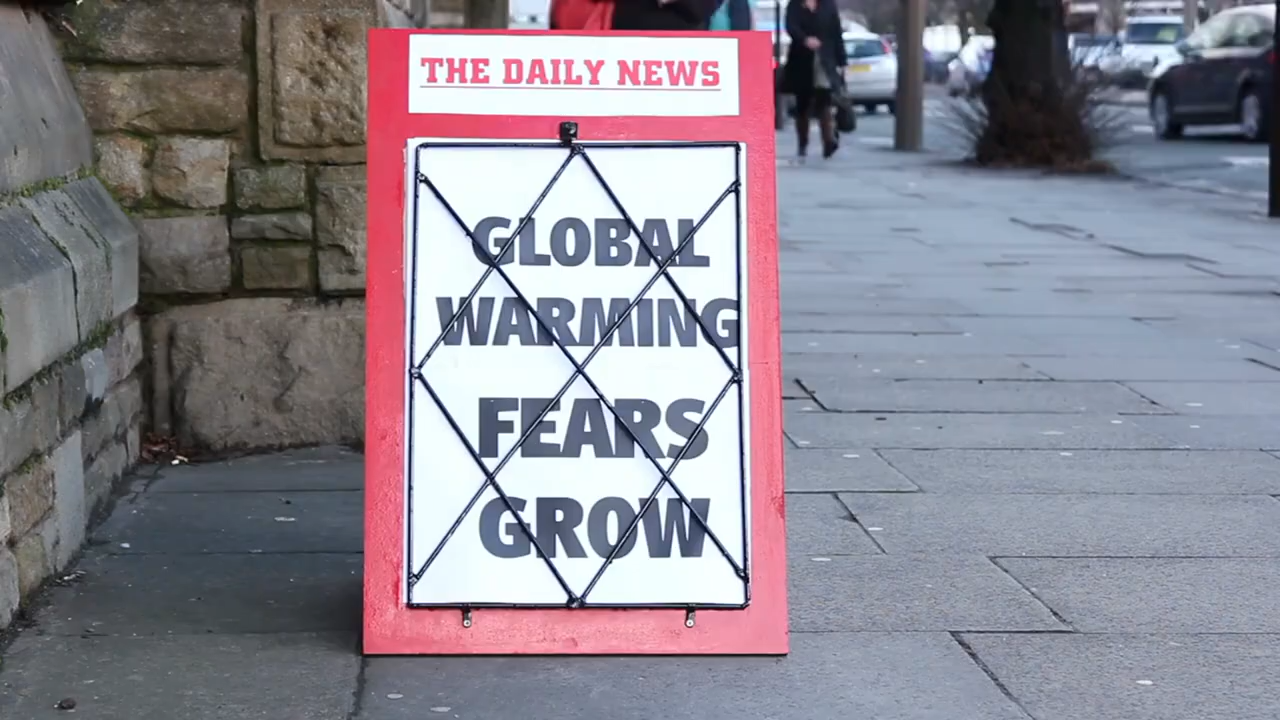 THE DAILY NEWS
GLOBAL
WARMING
FEARS
GROW